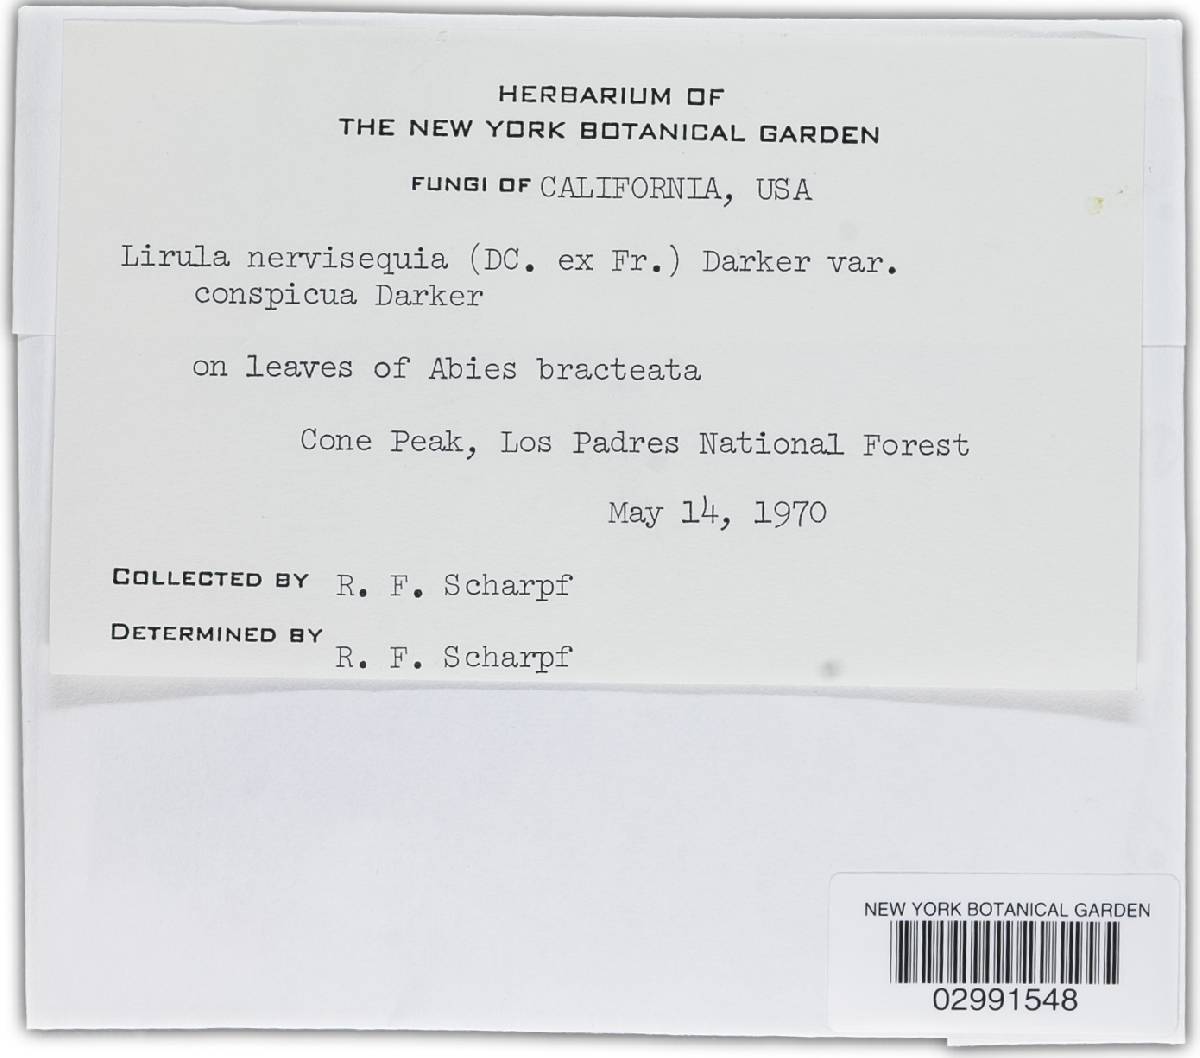 HERBARIUM OF
THE NEW YORK BOTANICAL GARDEN
FUNGI OF CALIFORNIA, USA
Lirula nervisequia (DC. ex Fr.) Darker var.
conspicua Darker
on leaves of Abies bracteata
Cone Peak, Los Padres National Forest
May 14, 1970
COLLECTED BY R. F. Scharpf
DETERMINED BY R. F. Scharpf
NEW YORK BOTANICAL GARDEN
02991548